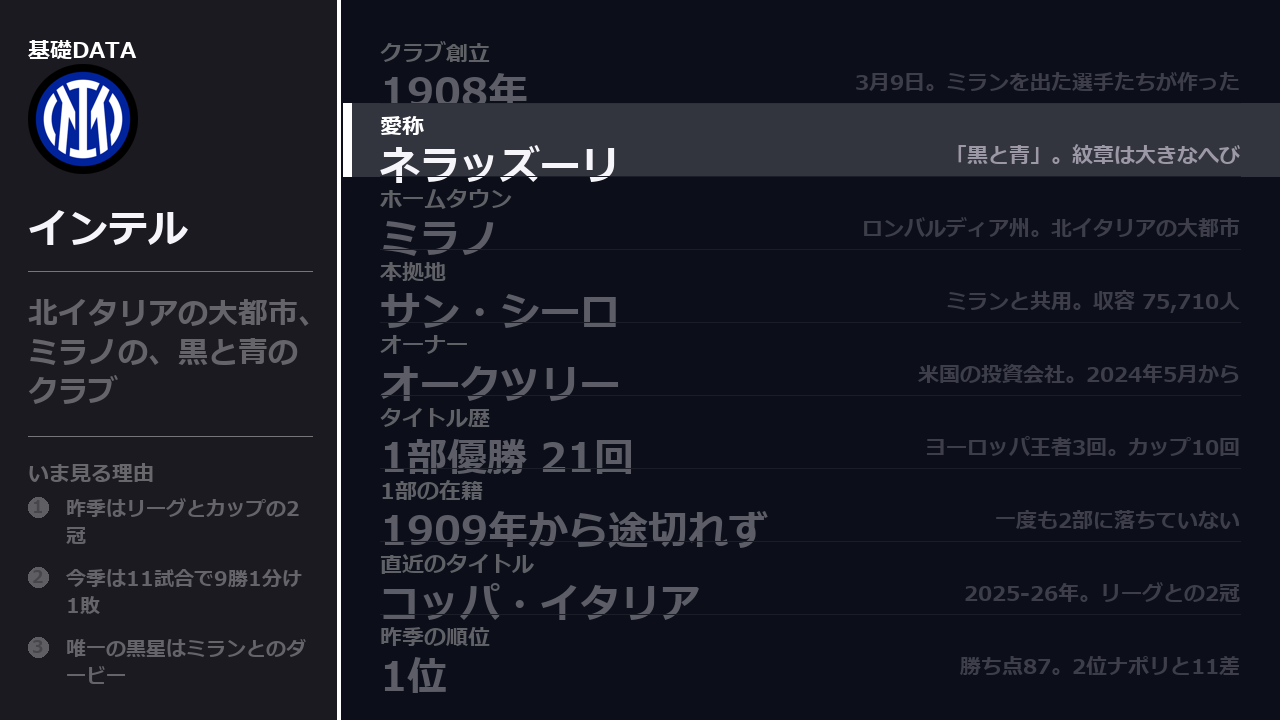 基礎DATA
インテル
北イタリアの大都市、
ミラノの、黒と青の
クラブ
いま見る理由
1 昨季はリーグとカップの2
冠
2 今季は11試合で9勝1分け
1敗
3 唯一の黒星はミランとのダ
ービー
クラブ創立
1908年 3月9日。ミランを出た選手たちが作った
愛称
ネラッズーリ 「黒と青」。紋章は大きなへび
ホームタウン
ミラノ ロンバルディア州。北イタリアの大都市
本拠地
サン・シーロ ミランと共用。収容 75,710人
オーナー
オークツリー 米国の投資会社。2024年5月から
タイトル歴
1部優勝 21回 ヨーロッパ王者3回。カップ10回
1部の在籍
1909年から途切れず 一度も2部に落ちていない
直近のタイトル
コッパ・イタリア 2025-26年。リーグとの2冠
昨季の順位
1位 勝ち点87。2位ナポリと11差